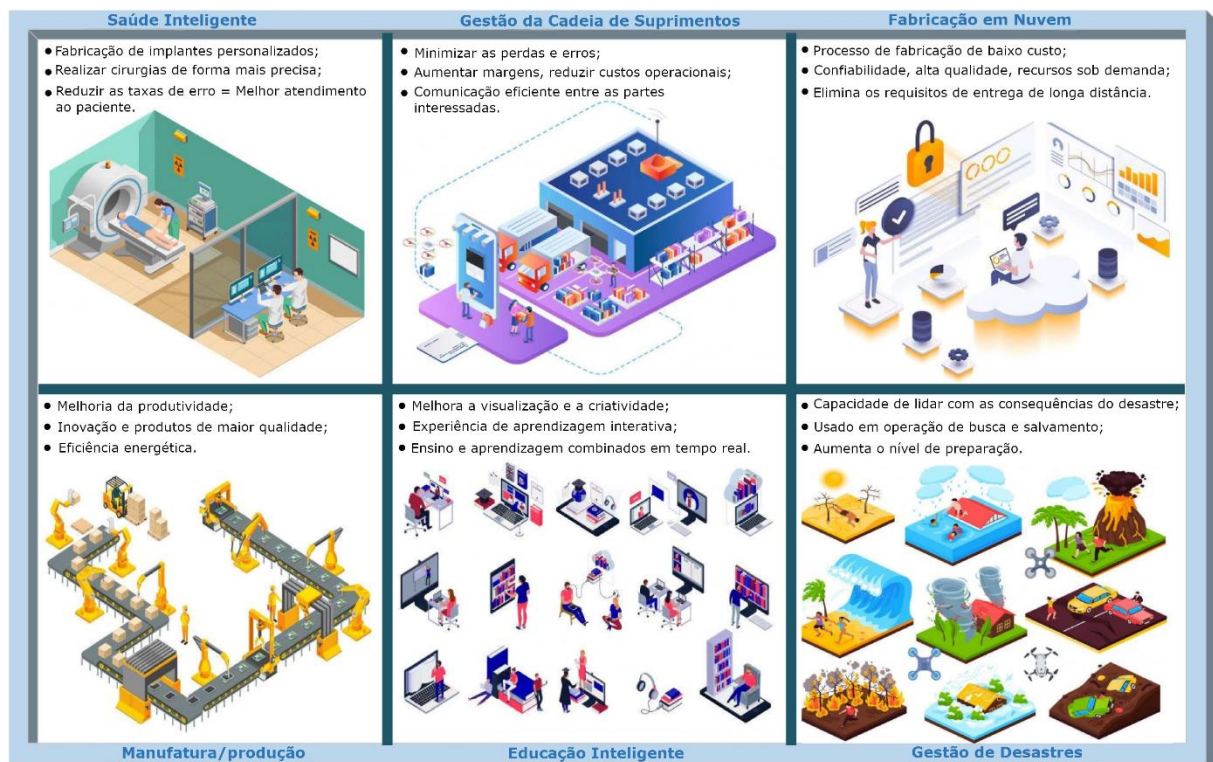 Saúde Inteligente
Gestão da Cadeia de Suprimentos
Fabricação em Nuvem
• Fabricação de implantes personalizados;
• Realizar cirurgias de forma mais precisa;
• Reduzir as taxas de erro = Melhor atendimento
ao paciente.
• Minimizar as perdas e erros;
• Aumentar margens, reduzir custos operacionais;
• Comunicação eficiente entre as partes
interessadas.
• Processo de fabricação de baixo custo;
• Confiabilidade, alta qualidade, recursos sob demanda;
• Elimina os requisitos de entrega de longa distância.
• Melhoria da produtividade;
• Inovação e produtos de maior qualidade;
• Eficiência energética.
• Melhora a visualização e a criatividade;
• Experiência de aprendizagem interativa;
• Ensino e aprendizagem combinados em tempo real.
• Capacidade de lidar com as consequências do desastre;
• Usado em operação de busca e salvamento;
• Aumenta o nível de preparação.
Manufatura/produção
Educação Inteligente
Gestão de Desastres